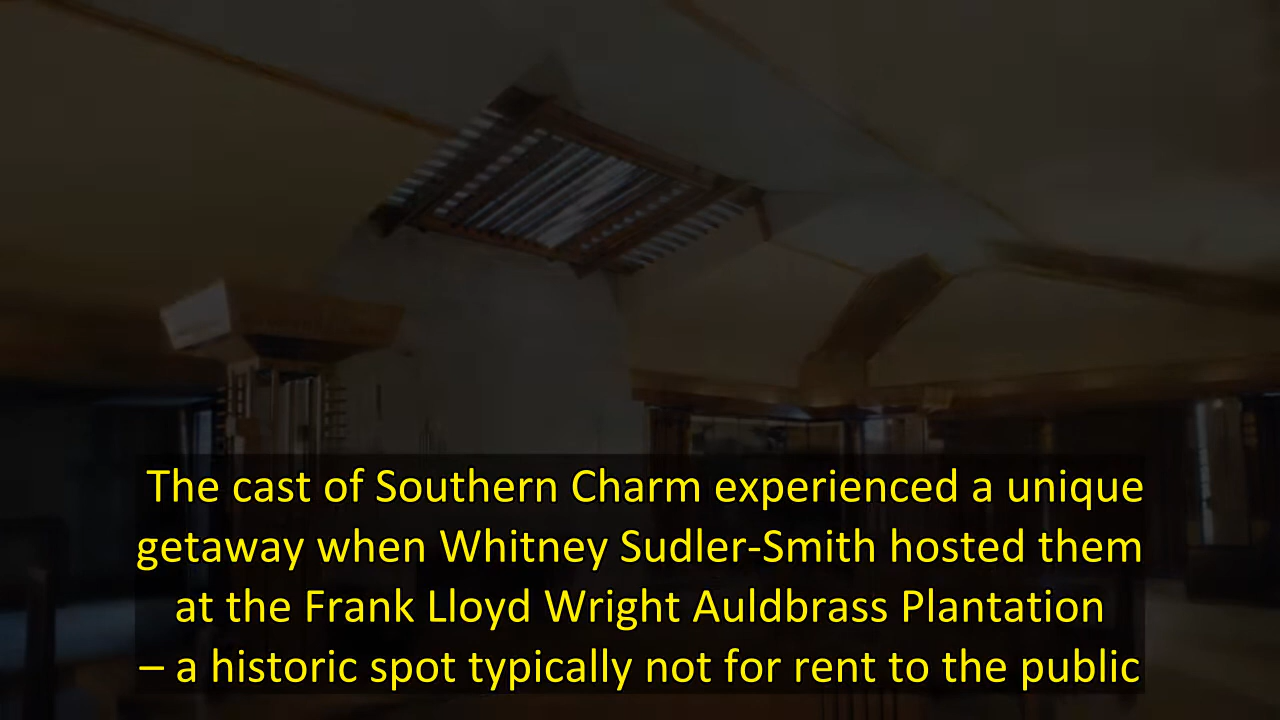 The cast of Southern Charm experienced a unique
getaway when Whitney Sudler-Smith hosted them
at the Frank Lloyd Wright Auldbrass Plantation
– a historic spot typically not for rent to the public